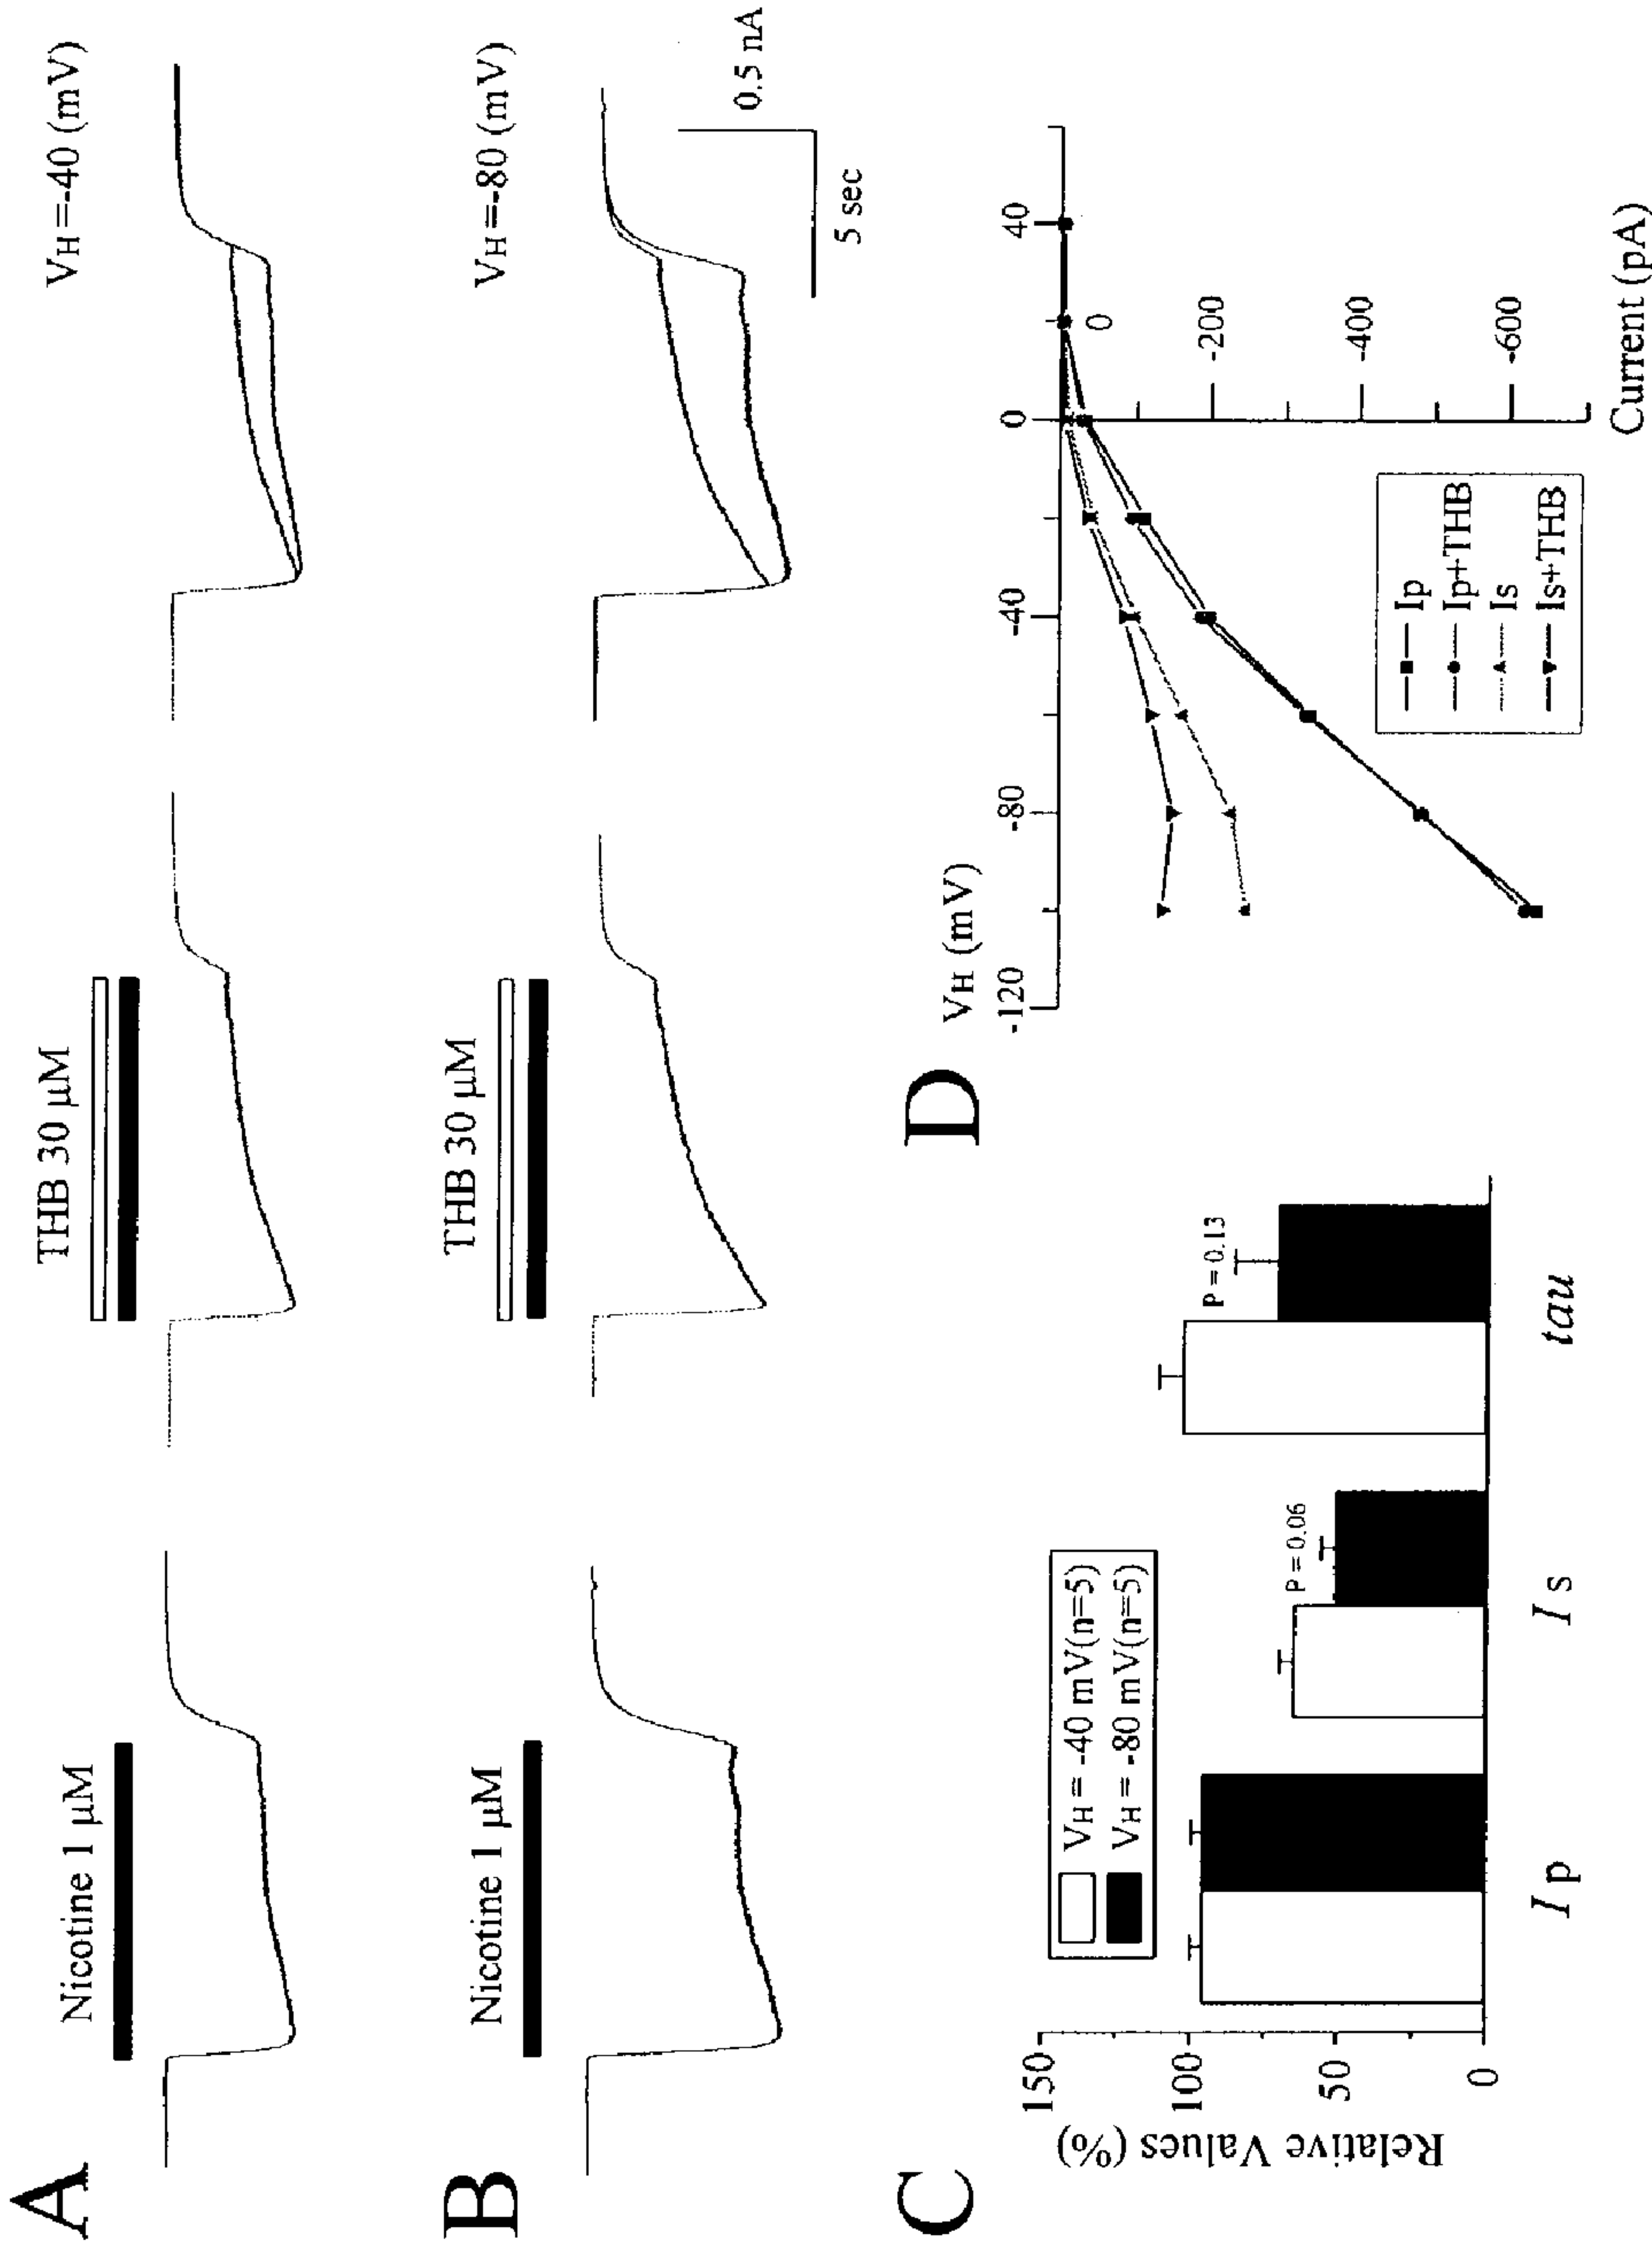 A
Nicotine 1 μM
THB 30 μM
VH =-40 (mV)
B
Nicotine 1 μM
THB 30 μM
VH =-80 (mV)
0.5 nA
5 sec
C
Relative Values (%)
150
100
50
0
VH = -40 mV(n=5)
VH = -80 mV(n=5)
P = 0.06
P = 0.13
Ip
Is
tau
D
VH (mV)
-120
-80
-40
0
40
0
-200
-400
-600
Current (pA)
Ip
Ip+THB
Is
Is+THB